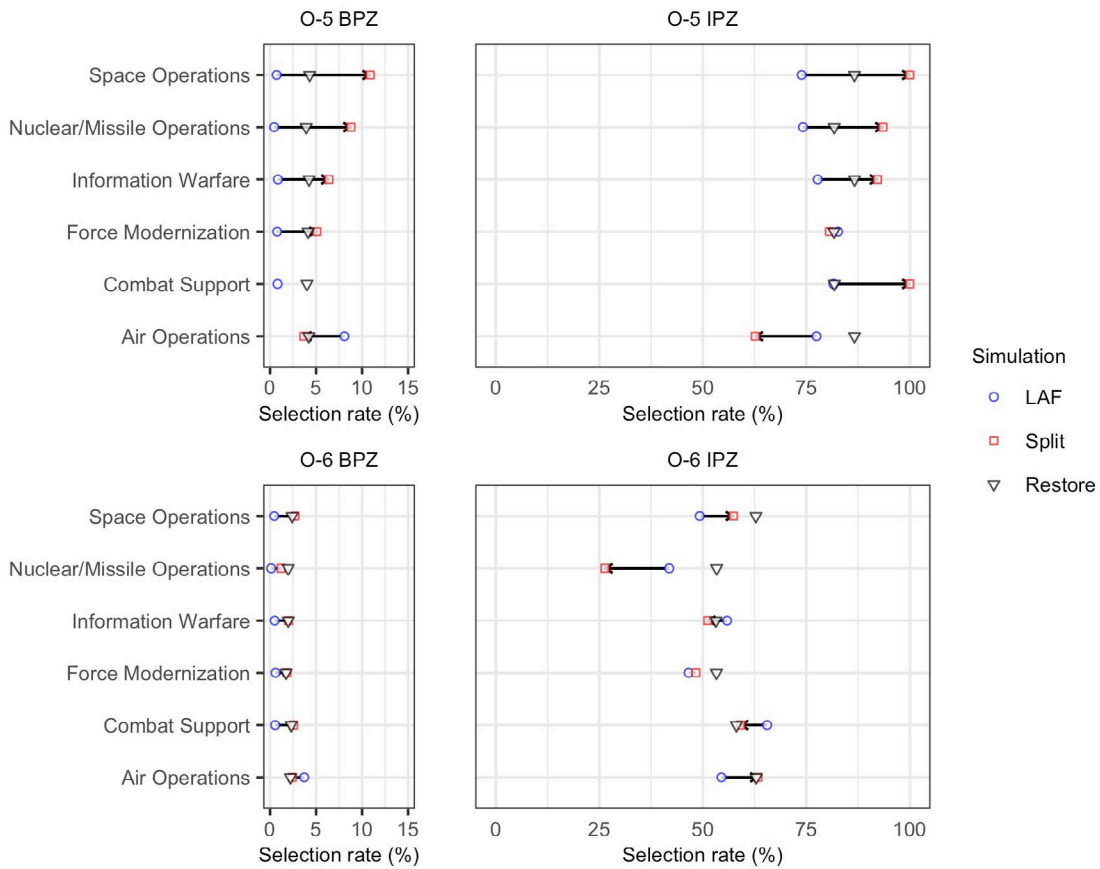 O-5 BPZ
O-5 IPZ
Space Operations
Nuclear/Missile Operations
Information Warfare
Force Modernization
Combat Support
Air Operations
0 5 10 15
0 25 50 75 100
Selection rate (%)
Selection rate (%)
Simulation
LAF
Split
Restore
O-6 BPZ
O-6 IPZ
Space Operations
Nuclear/Missile Operations
Information Warfare
Force Modernization
Combat Support
Air Operations
0 5 10 15
0 25 50 75 100
Selection rate (%)
Selection rate (%)